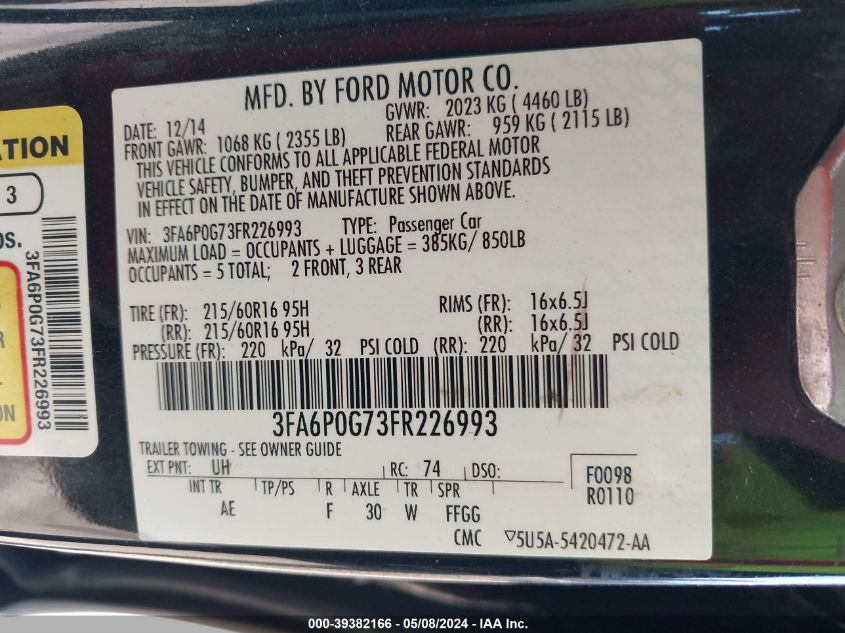 MFD. BY FORD MOTOR CO.
DATE: 12/14
GVWR: 2023 KG ( 4460 LB)
FRONT GAWR: 1068 KG ( 2355 LB)
REAR GAWR: 959 KG ( 2115 LB)
THIS VEHICLE CONFORMS TO ALL APPLICABLE FEDERAL MOTOR
VEHICLE SAFETY, BUMPER, AND THEFT PREVENTION STANDARDS
IN EFFECT ON THE DATE OF MANUFACTURE SHOWN ABOVE.
VIN: 3FA6P0G73FR226993 TYPE: Passenger Car
MAXIMUM LOAD = OCCUPANTS + LUGGAGE = 385KG/ 850LB
OCCUPANTS = 5 TOTAL; 2 FRONT, 3 REAR
TIRE (FR): 215/60R16 95H RIMS (FR): 16x6.5J
(RR): 215/60R16 95H (RR): 16x6.5J
PRESSURE (FR): 220 kPa/ 32 PSI COLD (RR): 220 kPa/ 32 PSI COLD
3FA6P0G73FR226993
TRAILER TOWING - SEE OWNER GUIDE
EXT PNT: UH RC: 74 DSO:
INT TR TP/PS R AXLE TR SPR
AE F 30 W FFGG
F0098
R0110
CMC ▽5U5A-5420472-AA
3
3FA6P0G73FR226993
000-39382166 - 05/08/2024 - IAA Inc.